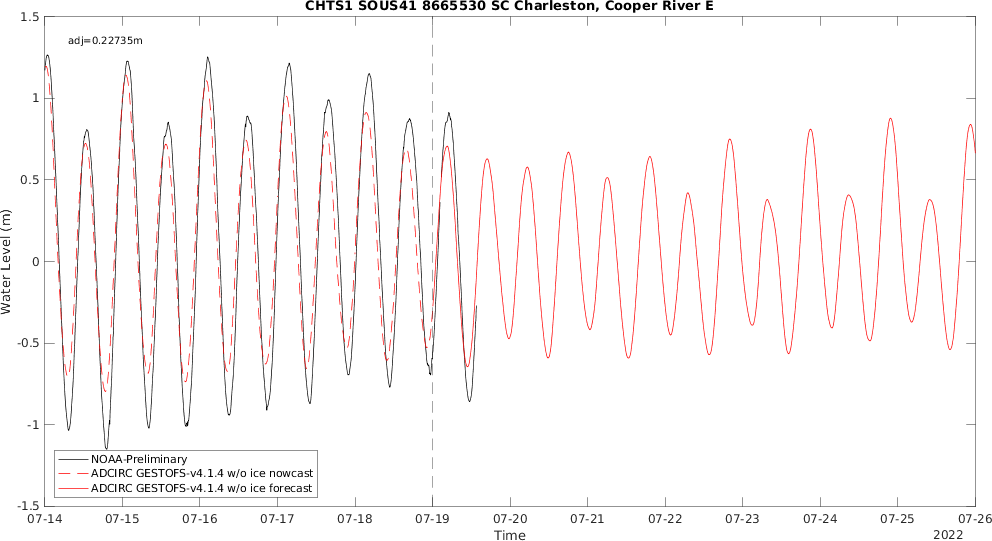 CHTS1 SOUS41 8665530 SC Charleston, Cooper River E
adj=0.22735m
1.5
1
0.5
0
-0.5
-1
-1.5
Water Level (m)
NOAA-Preliminary
ADCIRC GESTOFS-v4.1.4 w/o ice nowcast
ADCIRC GESTOFS-v4.1.4 w/o ice forecast
07-14 07-15 07-16 07-17 07-18 07-19 07-20 07-21 07-22 07-23 07-24 07-25 07-26
Time
2022